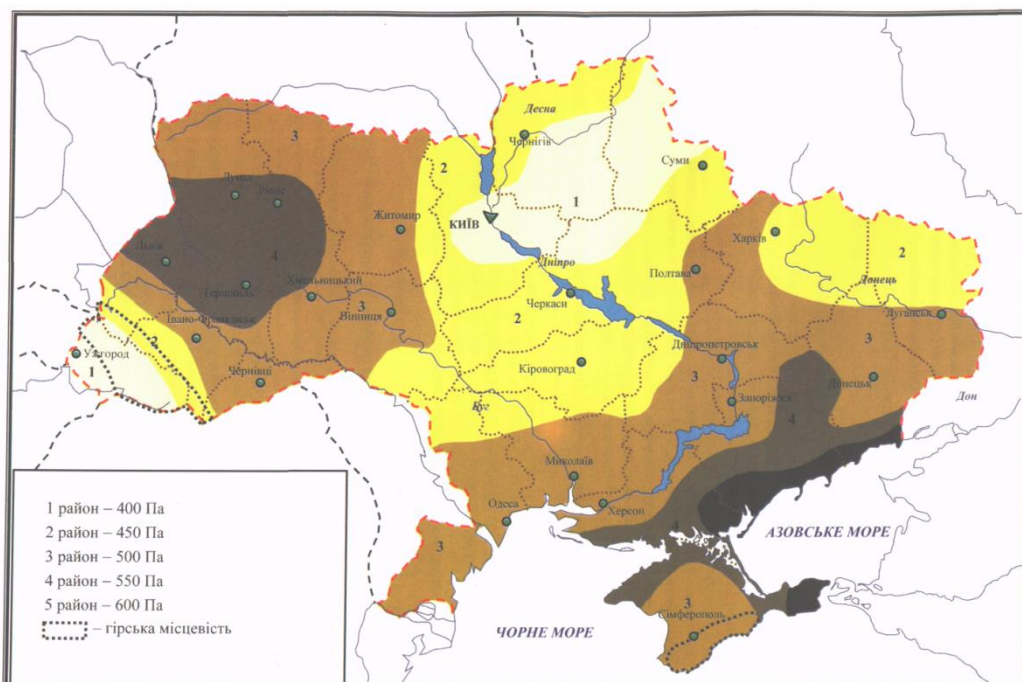 Десна
Чернігів
3
2
Суми
Луцьк
Рівне
1
Житомир
КИЇВ
Харків
2
Львів
4
Дніпро
Полтава
Донець
Тернопіль
Хмельницький
Черкаси
3
Вінниця
2
Луганськ
Івано-Франківськ
2
3
Ужгород
Дніпропетровськ
Кіровоград
1
Чернівці
3
Донецьк
Запоріжжя
Дон
Буг
4
Миколаїв
Одеса
Херсон
4
АЗОВСЬКЕ МОРЕ
3
3
Сімферополь
ЧОРНЕ МОРЕ
1 район – 400 Па
2 район – 450 Па
3 район – 500 Па
4 район – 550 Па
5 район – 600 Па
– гірська місцевість